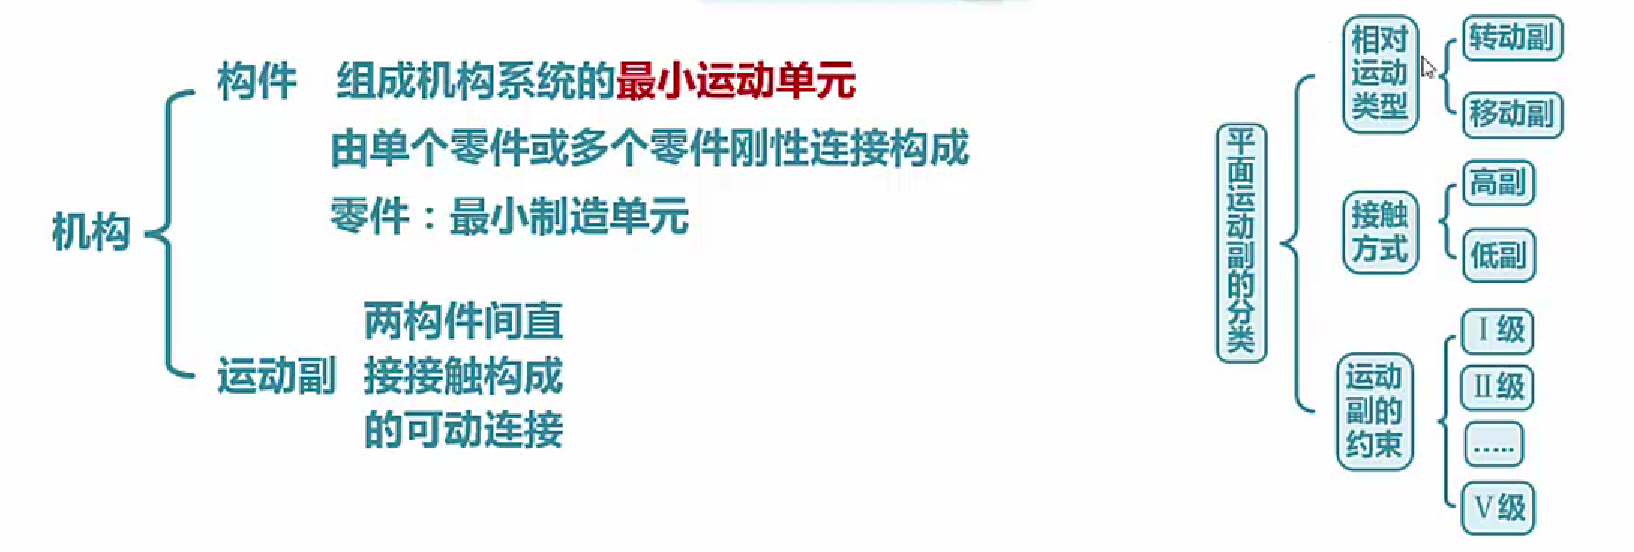 机构
构件 组成机构系统的最小运动单元
由单个零件或多个零件刚性连接构成
零件：最小制造单元
运动副
两构件间直
接接触构成
的可动连接
平面运动副的分类
相对
运动
类型
转动副
移动副
接触
方式
高副
低副
运动
副的
约束
Ⅰ级
Ⅱ级
.....
Ⅴ级